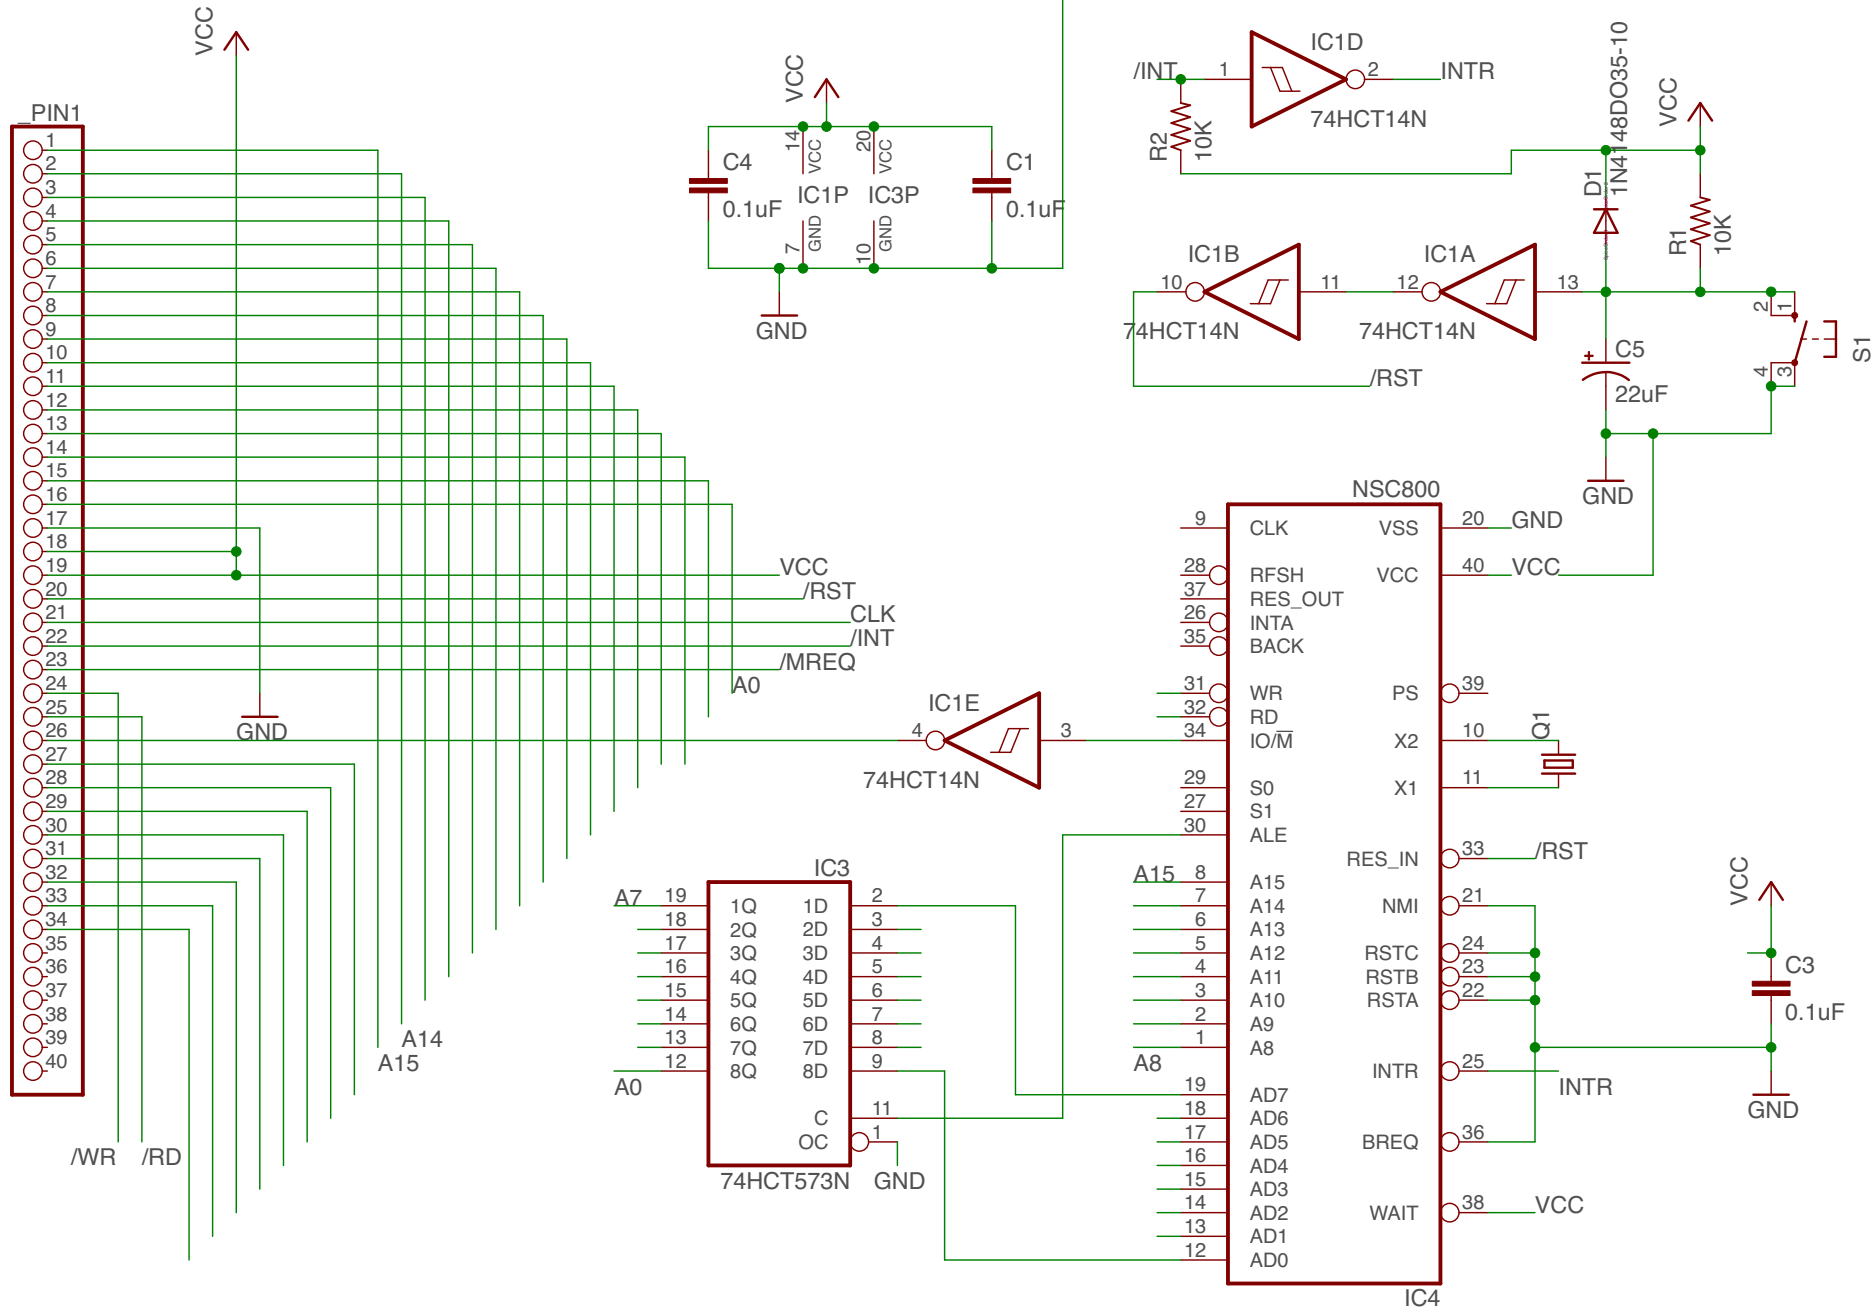 VCC
_PIN1
1
2
3
4
5
6
7
8
9
10
11
12
13
14
15
16
17
18
19
20
21
22
23
24
25
26
27
28
29
30
31
32
33
34
35
36
37
38
39
40
VCC
/RST
CLK
/INT
/MREQ
A0
GND
A14
A15
/WR
/RD
VCC
C4
0.1uF
14
VCC
IC1P
GND
7
20
VCC
IC3P
GND
10
C1
0.1uF
GND
/INT
1
IC1D
2
INTR
74HCT14N
R2
10K
D1
1N4148DO35-10
VCC
R1
10K
10
IC1B
11
74HCT14N
12
IC1A
13
74HCT14N
/RST
C5
22uF
2
1
4
3
S1
GND
IC1E
4
3
74HCT14N
IC3
A7
19
1Q
1D
2
18
2Q
2D
3
17
3Q
3D
4
16
4Q
4D
5
15
5Q
5D
6
14
6Q
6D
7
13
7Q
7D
8
12
8Q
8D
9
A0
C
11
OC
1
74HCT573N
GND
NSC800
9 CLK
28 RFSH
37 RES_OUT
26 INTA
35 BACK
31 WR
32 RD
34 IO/M̅
29 S0
27 S1
30 ALE
A15
8 A15
7 A14
6 A13
5 A12
4 A11
3 A10
2 A9
1 A8
A8
19 AD7
18 AD6
17 AD5
16 AD4
15 AD3
14 AD2
13 AD1
12 AD0
VSS 20 GND
VCC 40 VCC
PS 39
X2 10
X1 11
Q1
RES_IN 33 /RST
NMI 21
RSTC 24
RSTB 23
RSTA 22
INTR 25 INTR
BREQ 36
WAIT 38 VCC
IC4
VCC
C3
0.1uF
GND